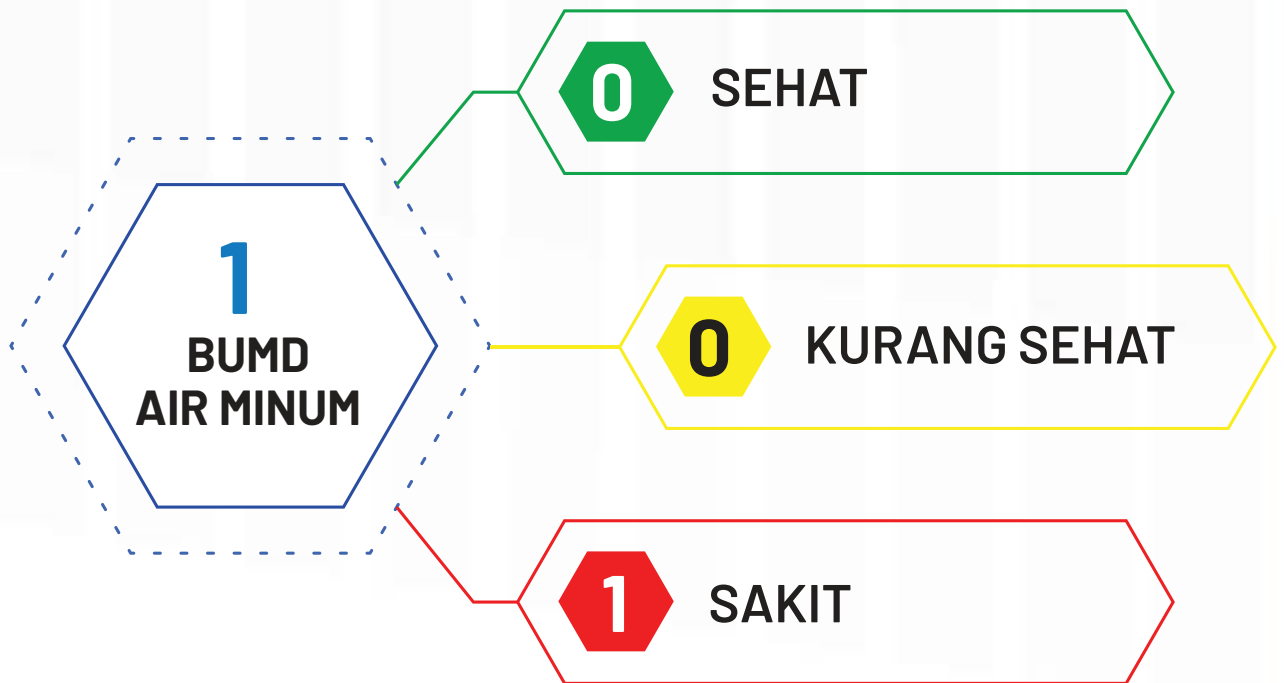 1
BUMD
AIR MINUM
0 SEHAT
0 KURANG SEHAT
1 SAKIT